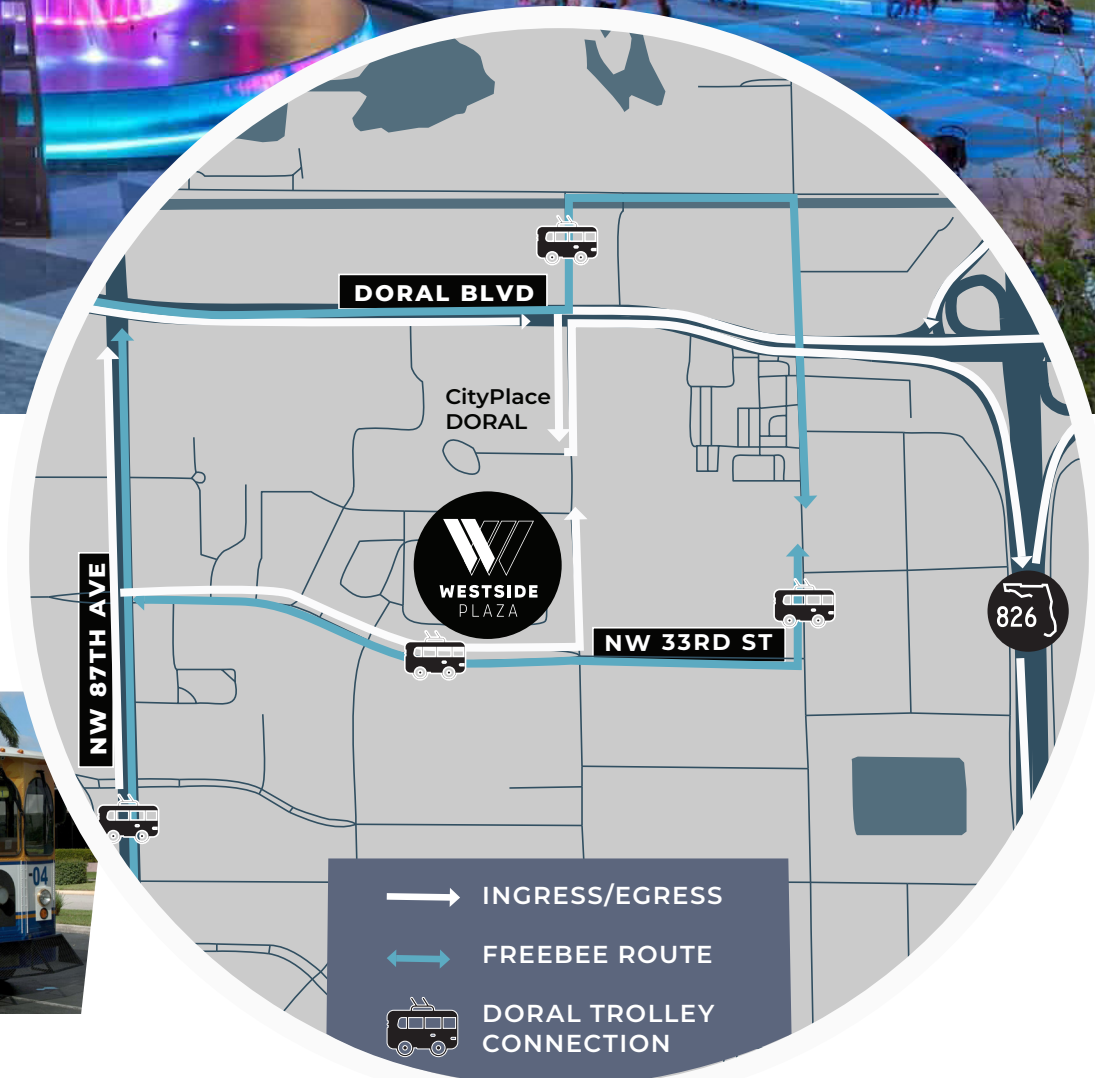 DORAL BLVD
CityPlace
DORAL
WESTSIDE
PLAZA
NW 87TH AVE
NW 33RD ST
826
-04
INGRESS/EGRESS
FREEBEE ROUTE
DORAL TROLLEY
CONNECTION